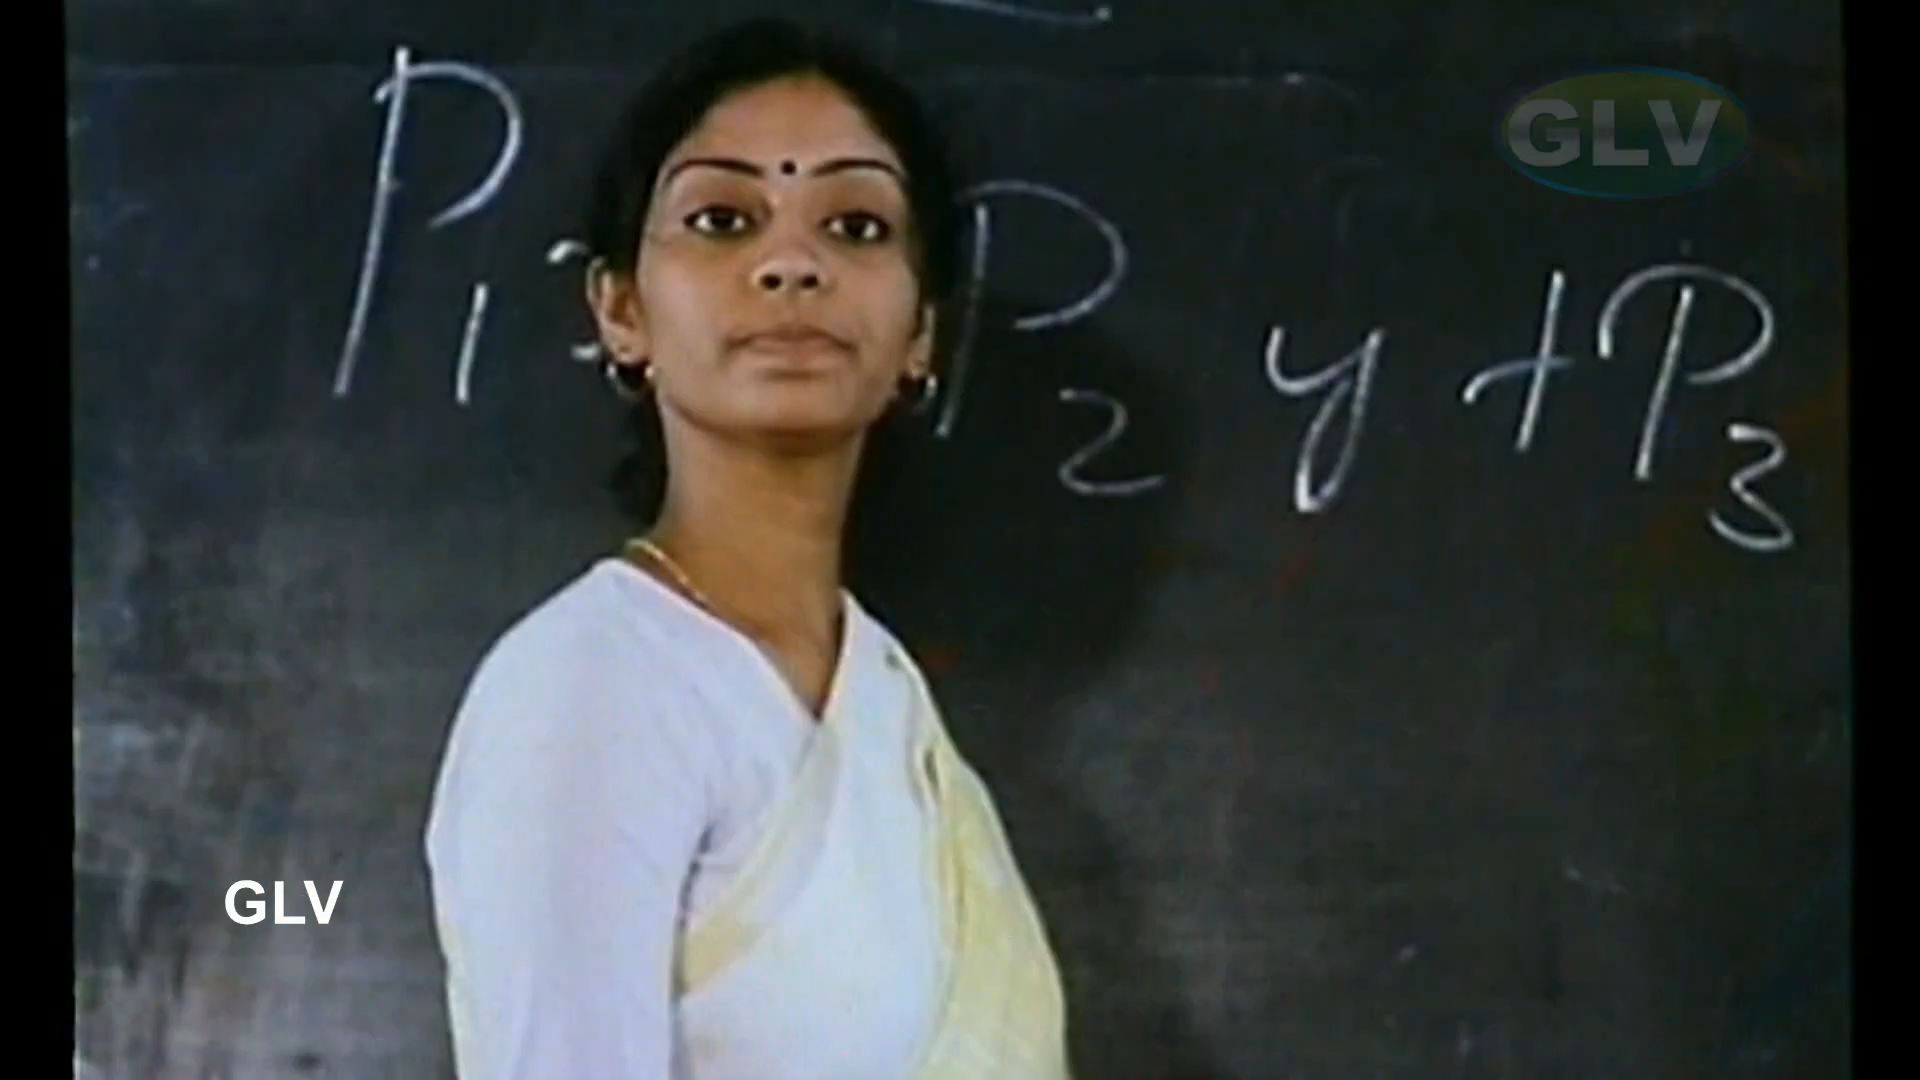 GLV
P₁ P₂ y + P₃
GLV